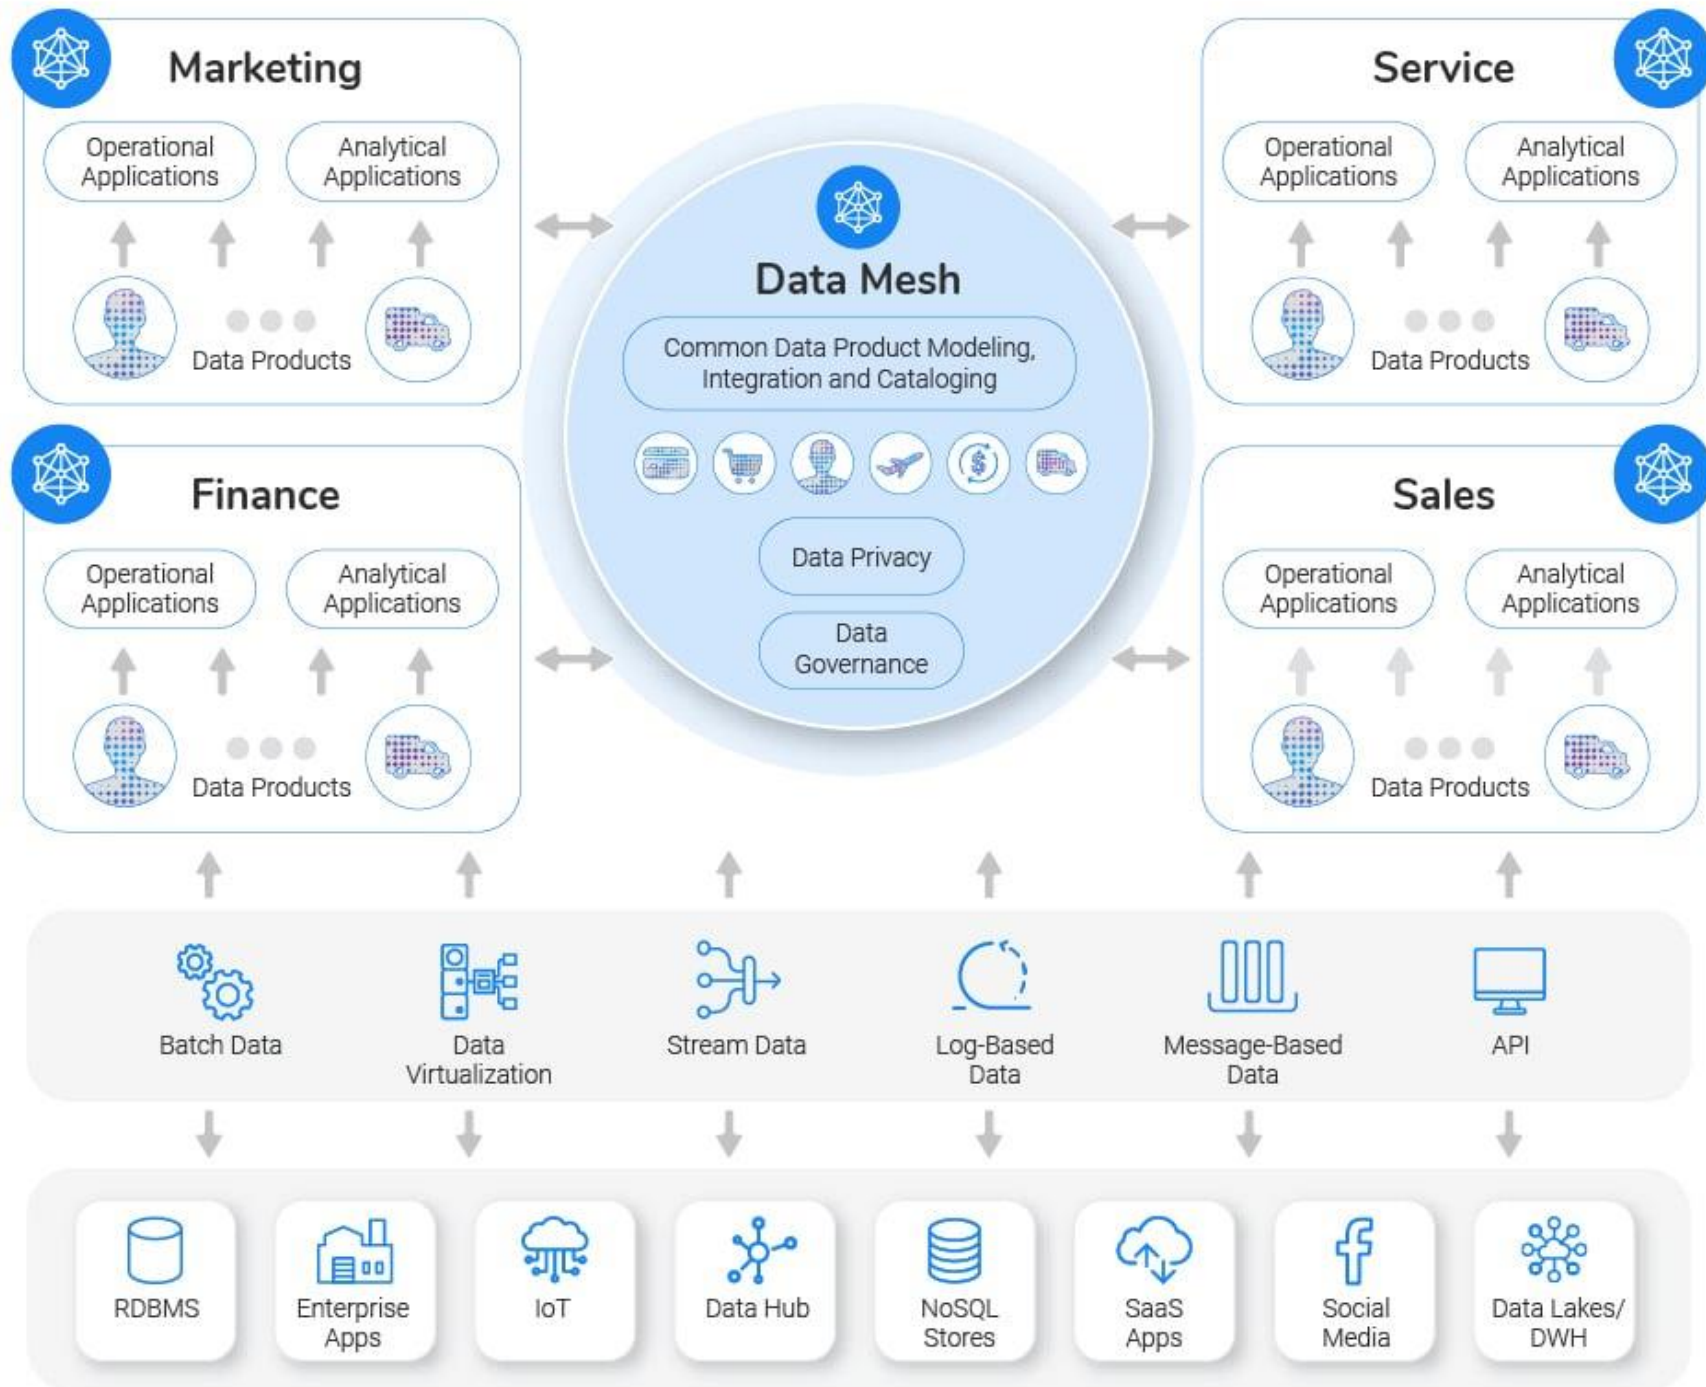 Marketing
Operational
Applications
Analytical
Applications
Data Products
Service
Operational
Applications
Analytical
Applications
Data Products
Data Mesh
Common Data Product Modeling,
Integration and Cataloging
Data Privacy
Data
Governance
Finance
Operational
Applications
Analytical
Applications
Data Products
Sales
Operational
Applications
Analytical
Applications
Data Products
Batch Data
Data
Virtualization
Stream Data
Log-Based
Data
Message-Based
Data
API
RDBMS
Enterprise
Apps
IoT
Data Hub
NoSQL
Stores
SaaS
Apps
Social
Media
Data Lakes/
DWH